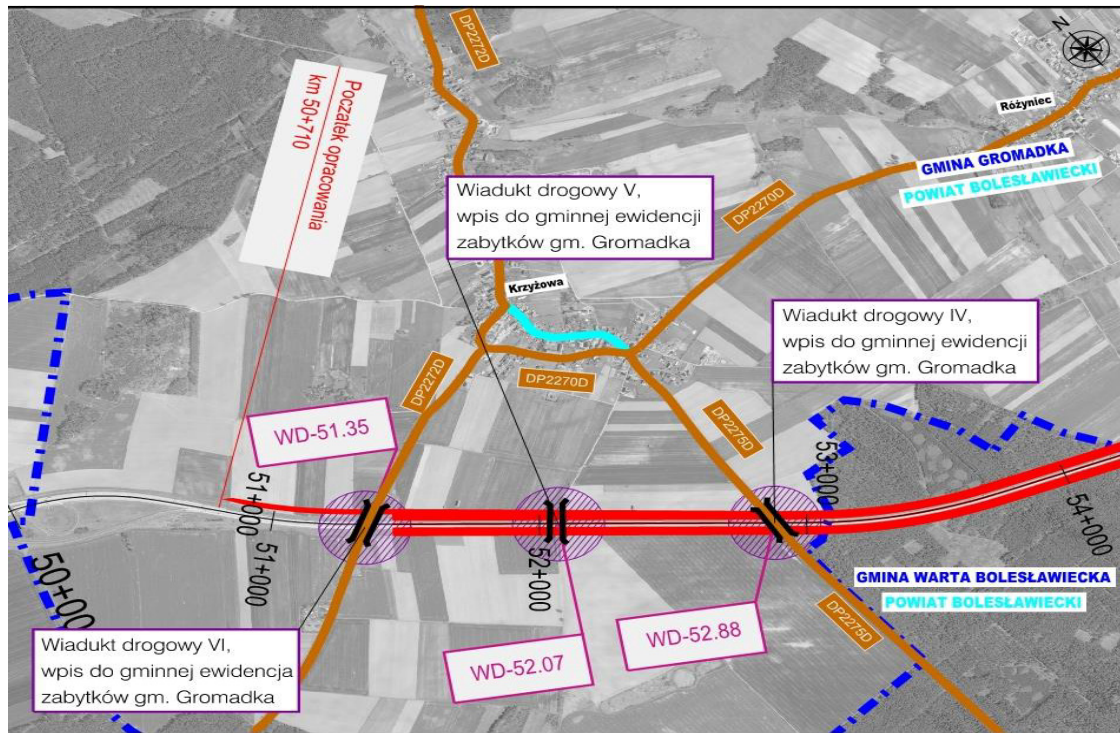 DP2272D
N
Początek opracowania
km 50+710
Różyniec
GMINA GROMADKA
POWIAT BOLESŁAWIECKI
Wiadukt drogowy V,
wpis do gminnej ewidencji
zabytków gm. Gromadka
DP2270D
Krzyżowa
Wiadukt drogowy IV,
wpis do gminnej ewidencji
zabytków gm. Gromadka
DP2272D
DP2270D
DP2275D
WD-51.35
53+000
51+000
51+000
52+000
54+000
50+000
GMINA WARTA BOLESŁAWIECKA
POWIAT BOLESŁAWIECKI
DP2275D
Wiadukt drogowy VI,
wpis do gminnej ewidencja
zabytków gm. Gromadka
WD-52.07
WD-52.88